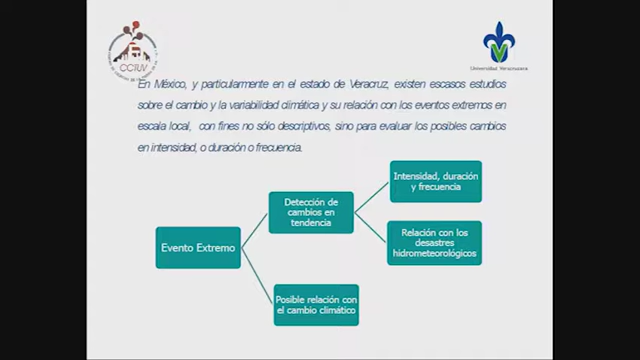 CCTUV
Universidad Veracruzana
En México, y particularmente en el estado de Veracruz, existen escasos estudios
sobre el cambio y la variabilidad climática y su relación con los eventos extremos en
escala local, con fines no sólo descriptivos, sino para evaluar los posibles cambios
en intensidad, o duración o frecuencia.
Intensidad, duración
y frecuencia
Detección de
cambios en
tendencia
Relación con los
desastres
hidrometeorológicos
Evento Extremo
Posible relación con
el cambio climático